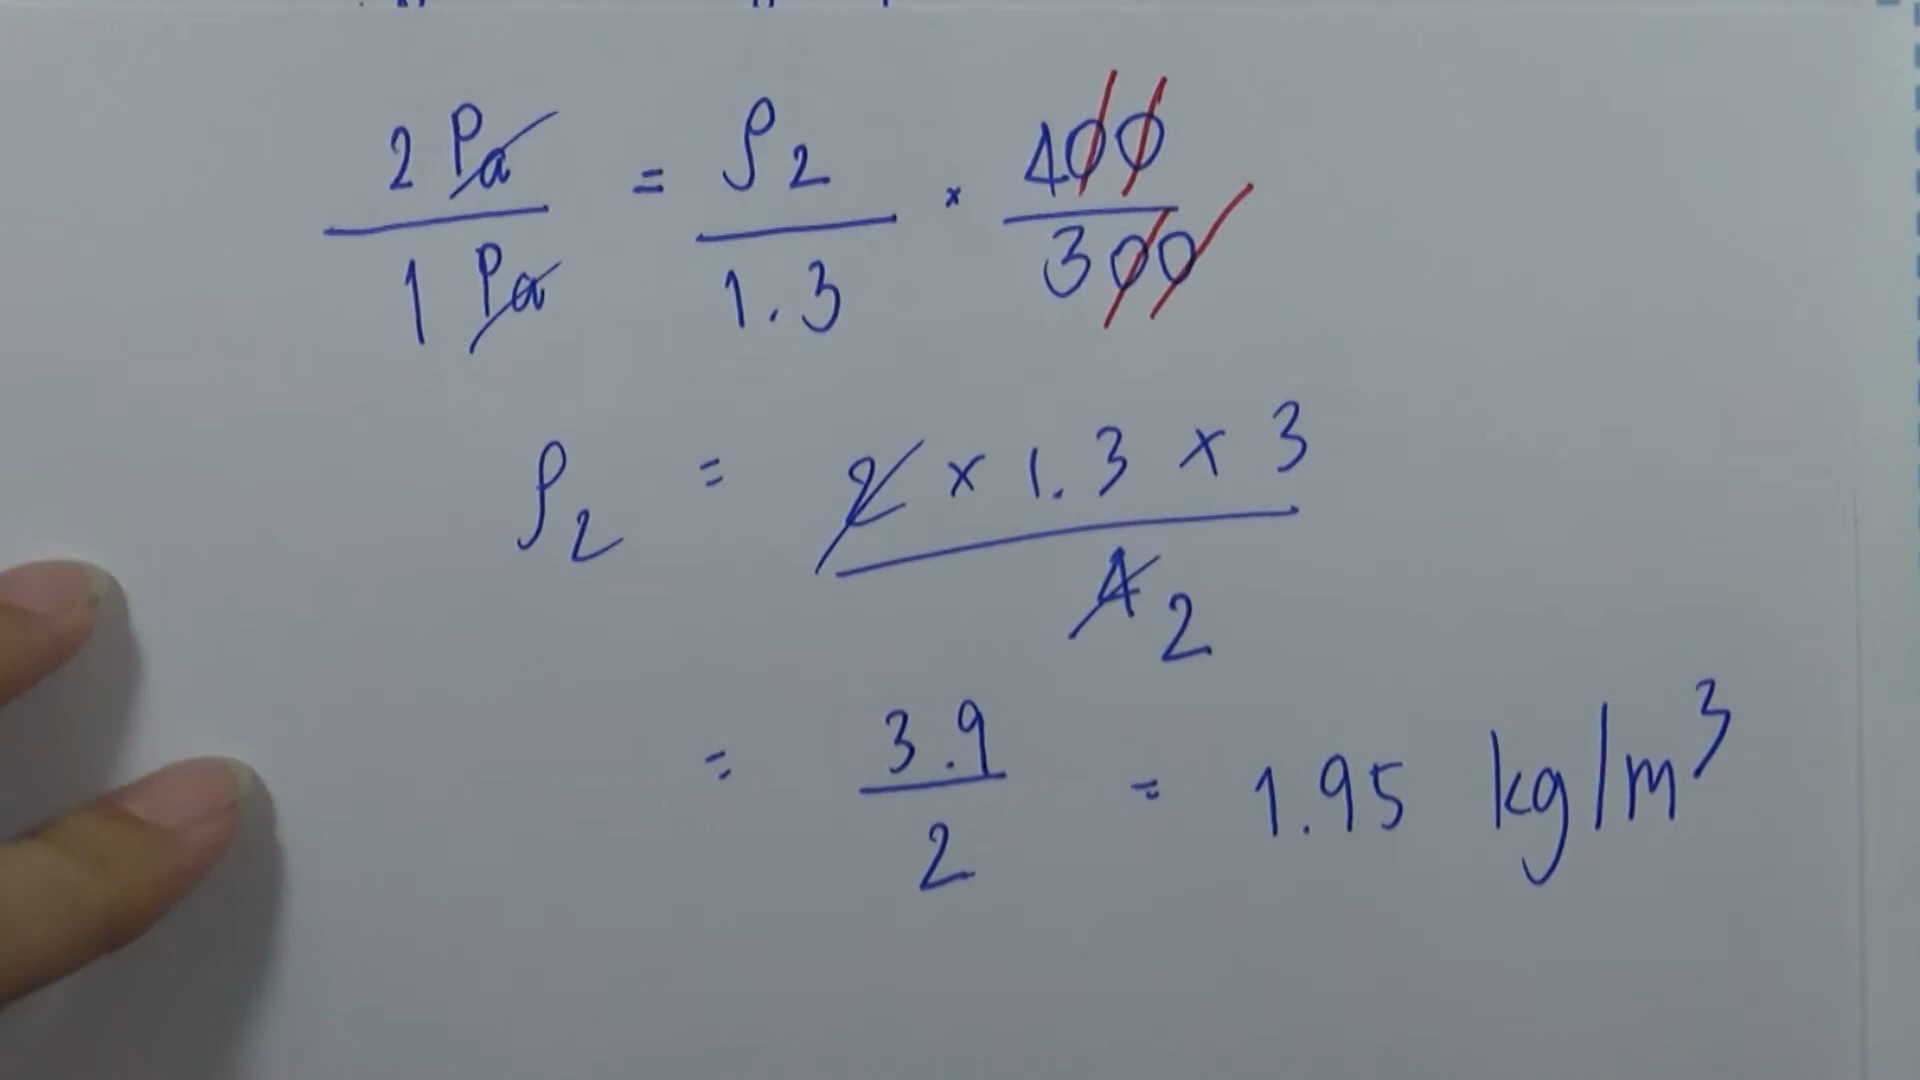 2 Pa / 1 Pa = ρ₂ / 1.3 × 400 / 300
ρ₂ = 2 × 1.3 × 3 / 4 2
= 3.9 / 2 = 1.95 kg/m³